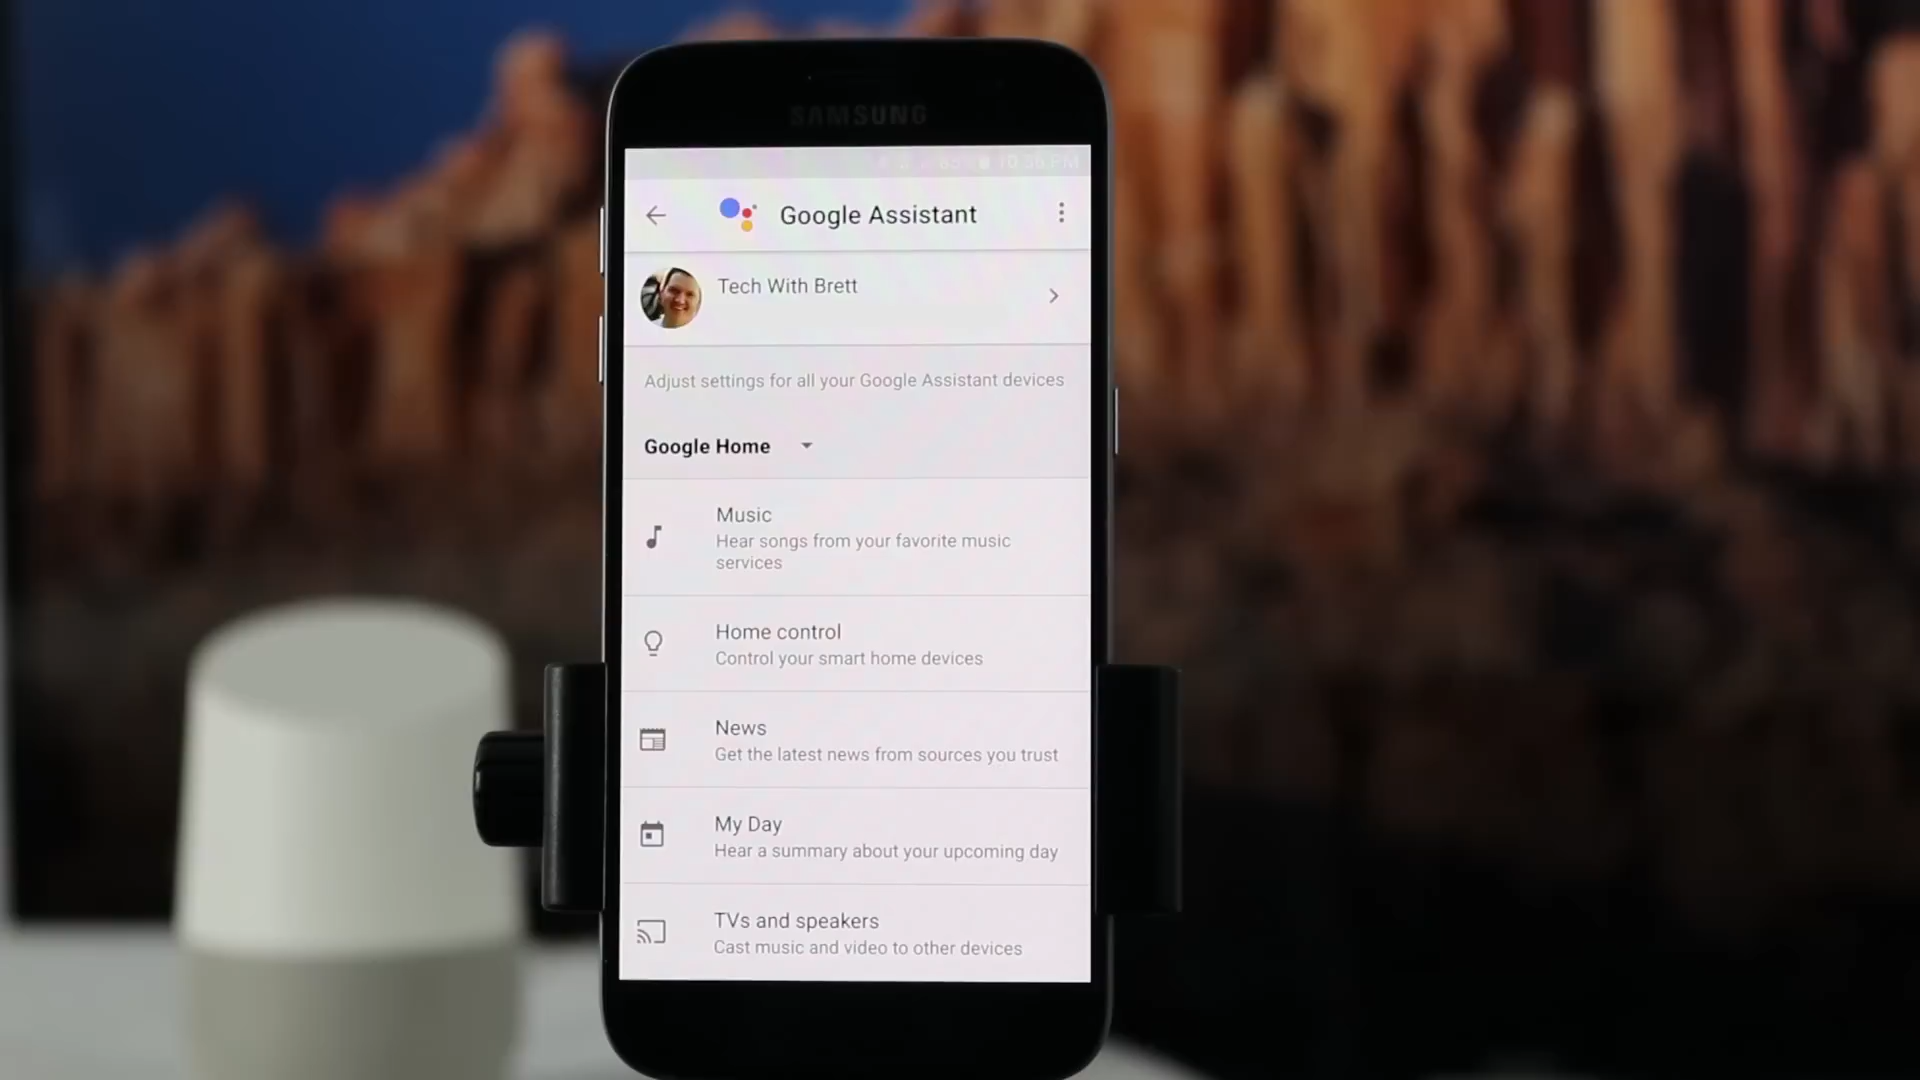 SAMSUNG
10:56 PM
Google Assistant
Tech With Brett
Adjust settings for all your Google Assistant devices
Google Home
Music
Hear songs from your favorite music
services
Home control
Control your smart home devices
News
Get the latest news from sources you trust
My Day
Hear a summary about your upcoming day
TVs and speakers
Cast music and video to other devices